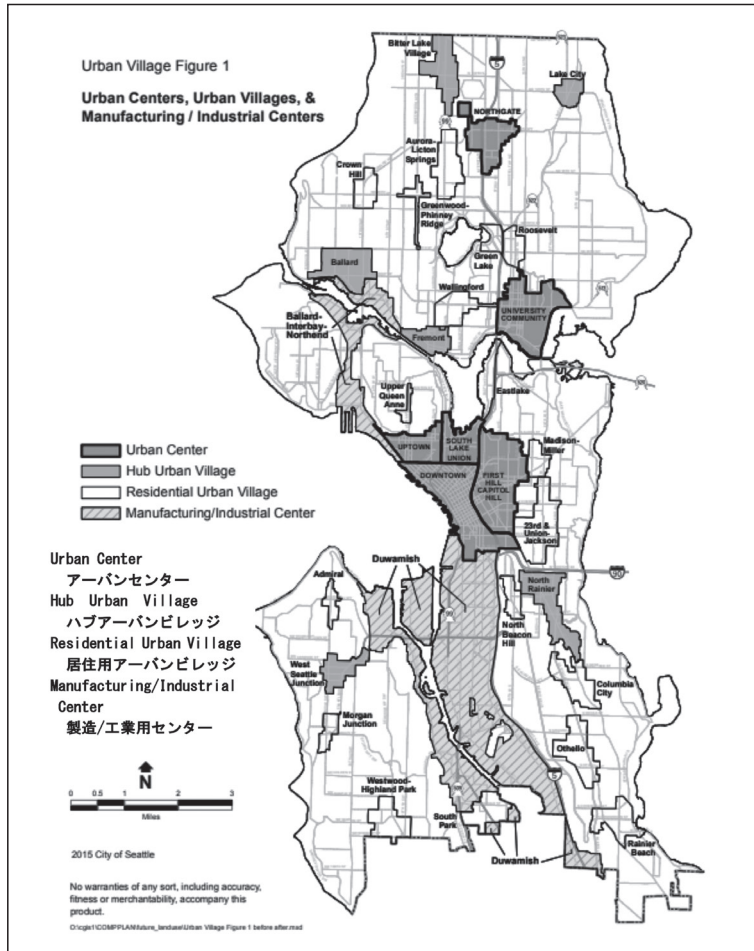 Urban Village Figure 1
Urban Centers, Urban Villages, &
Manufacturing / Industrial Centers
Bitter Lake
Village
Lake City
NORTHGATE
Aurora-
Licton
Springs
Crown
Hill
Greenwood-
Phinney
Ridge
Roosevelt
Green
Lake
Ballard
Wallingford
UNIVERSITY
COMMUNITY
Ballard-
Interbay-
Northend
Fremont
Eastlake
Upper
Queen
Anne
UPTOWN
SOUTH
LAKE
UNION
Madison-
Miller
DOWNTOWN
FIRST
HILL
CAPITOL
HILL
23rd &
Union-
Jackson
Urban Center
Hub Urban Village
Residential Urban Village
Manufacturing/Industrial Center
Urban Center
アーバンセンター
Hub Urban Village
ハブアーバンビレッジ
Residential Urban Village
居住用アーバンビレッジ
Manufacturing/Industrial
Center
製造/工業用センター
Duwamish
Admiral
North
Rainier
North
Beacon
Hill
West
Seattle
Junction
Columbia
City
Morgan
Junction
Othello
Westwood-
Highland Park
South
Park
Duwamish
Rainier
Beach
5
99
90
5
N
0 0.5 1 2 3
Miles
2015 City of Seattle
No warranties of any sort, including accuracy,
fitness or merchantability, accompany this
product.